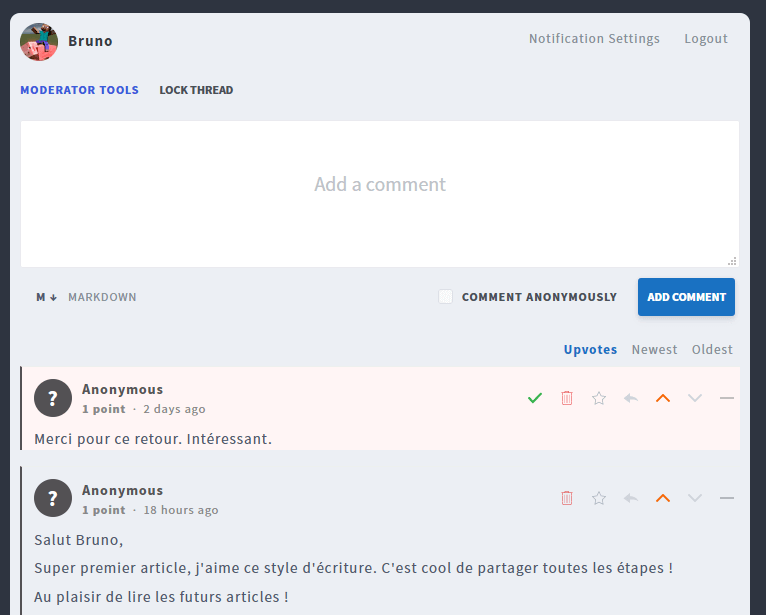 Bruno
Notification Settings Logout
MODERATOR TOOLS LOCK THREAD
Add a comment
M MARKDOWN
COMMENT ANONYMOUSLY ADD COMMENT
Upvotes Newest Oldest
? Anonymous
1 point · 2 days ago
Merci pour ce retour. Intéressant.
? Anonymous
1 point · 18 hours ago
Salut Bruno,
Super premier article, j'aime ce style d'écriture. C'est cool de partager toutes les étapes !
Au plaisir de lire les futurs articles !